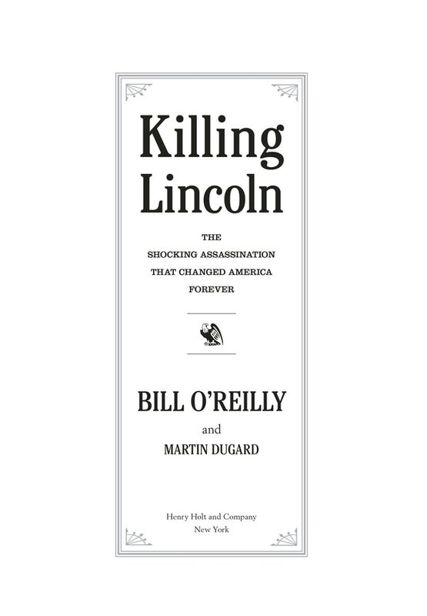 Killing
Lincoln
THE
SHOCKING ASSASSINATION
THAT CHANGED AMERICA
FOREVER
BILL O'REILLY
and
MARTIN DUGARD
Henry Holt and Company
New York